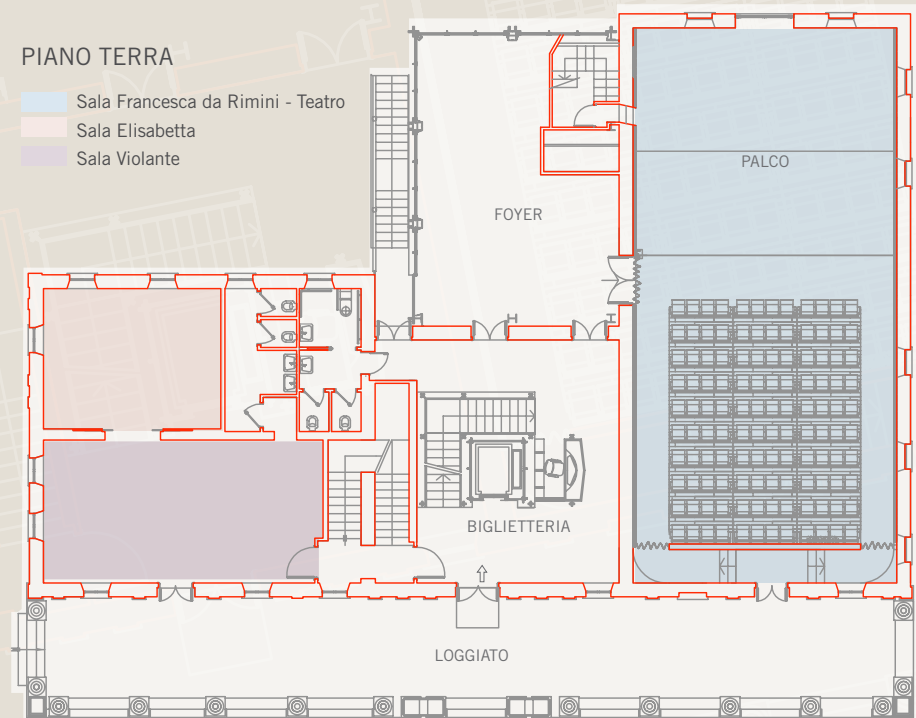 PIANO TERRA
Sala Francesca da Rimini - Teatro
Sala Elisabetta
Sala Violante
PALCO
FOYER
BIGLIETTERIA
LOGGIATO